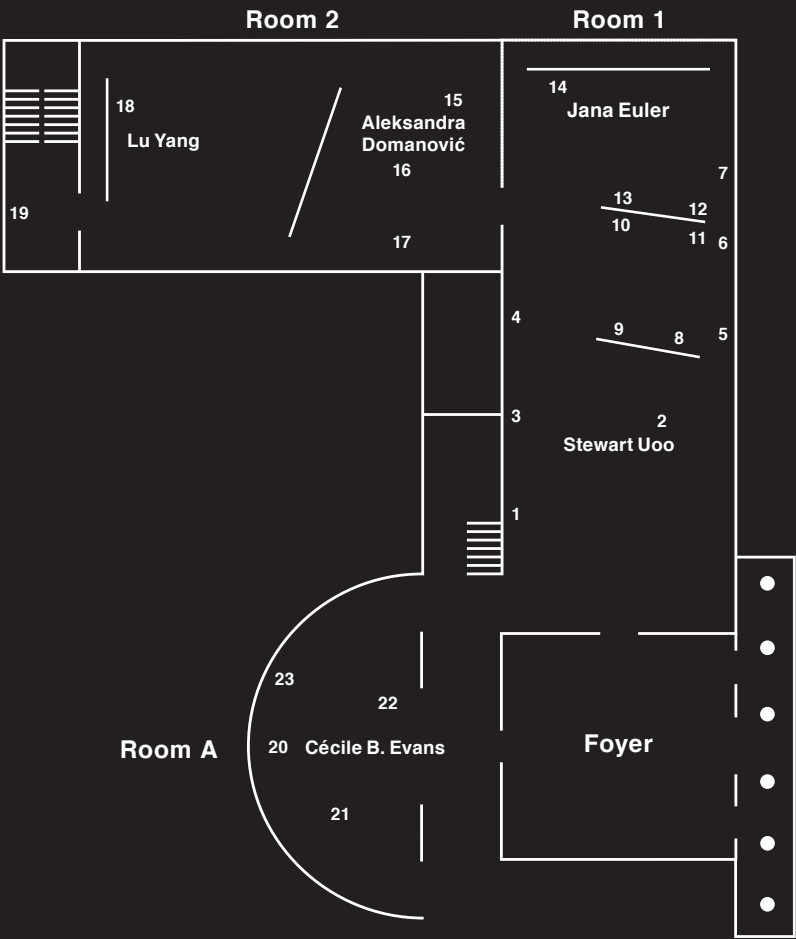 Room 2
Room 1
14
Jana Euler
15
18
Aleksandra
Domanović
Lu Yang
16
7
13
12
19
10
11
6
17
4
9
8
5
3
2
Stewart Uoo
1
23
22
Room A
20
Cécile B. Evans
Foyer
21